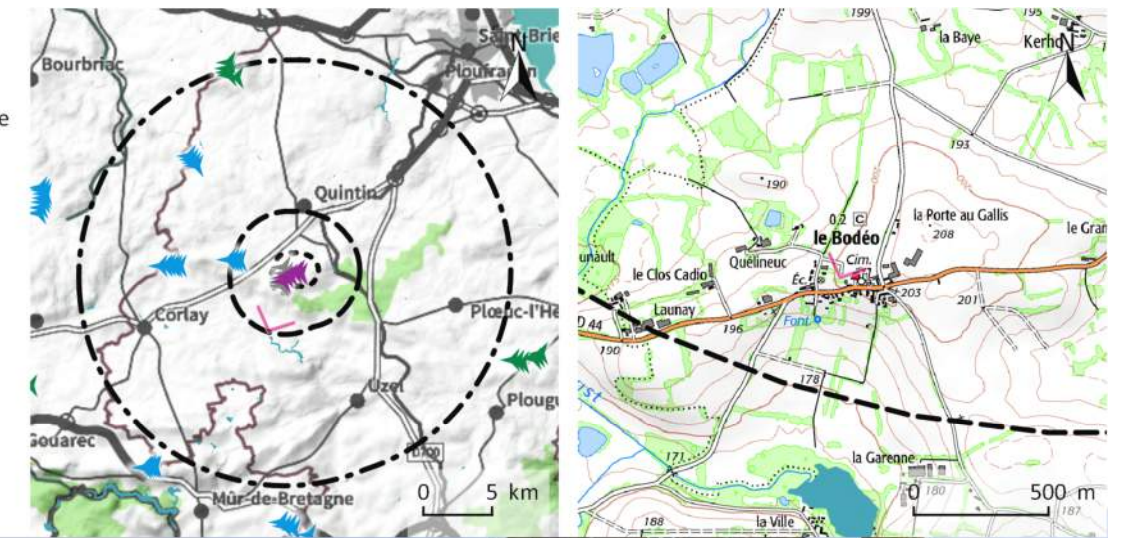 e
Bourbriac
Saint-Brie
Ploufragan
N
Quintin
Corlay
Plœuc-l'He
Uzel
Plougu
Gouarec
D700
Mûr-de-Bretagne
0 5 km
199
195
la Baye
Kerho
N
193
190
200
0.2 C
la Porte au Gallis
208
le Bodéo
le Gran
unault
Quélineuc
Cim.
le Clos Cadio
Éc.
203
201
Launay
196
Font
D 44
190
178
ust
171
la Garenne
180
187
0 500 m
188
la Ville